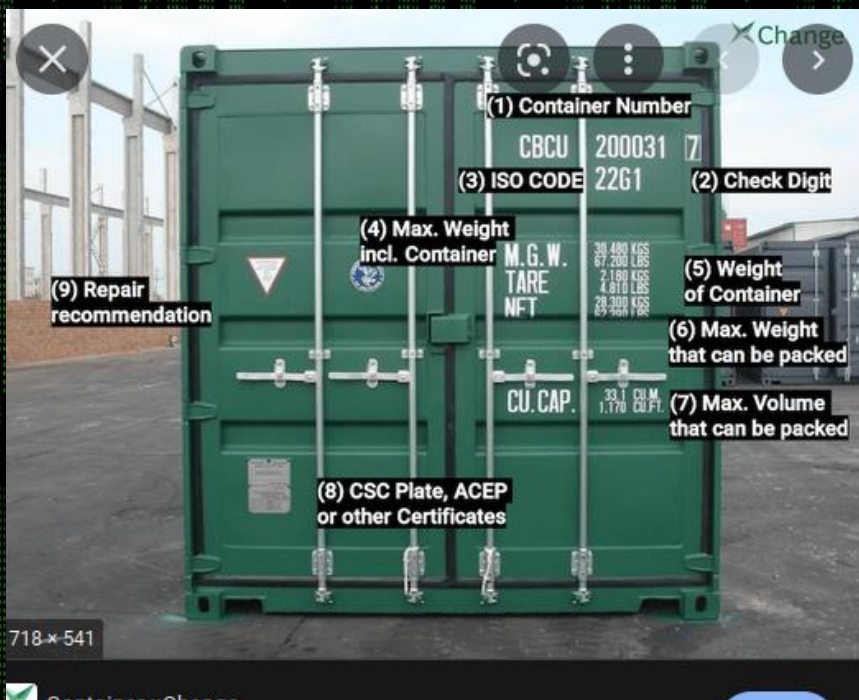 Change
(1) Container Number
CBCU 200031 7
(3) ISO CODE 22G1 (2) Check Digit
(4) Max. Weight
incl. Container
M.G.W. 30.480 KGS
67.200 LBS
TARE 2.180 KGS
4.810 LBS
NET 28.300 KGS
(5) Weight
of Container
(9) Repair
recommendation
(6) Max. Weight
that can be packed
CU.CAP. 33.1 CU.M.
1.170 CU.FT.
(7) Max. Volume
that can be packed
(8) CSC Plate, ACEP
or other Certificates
718 × 541